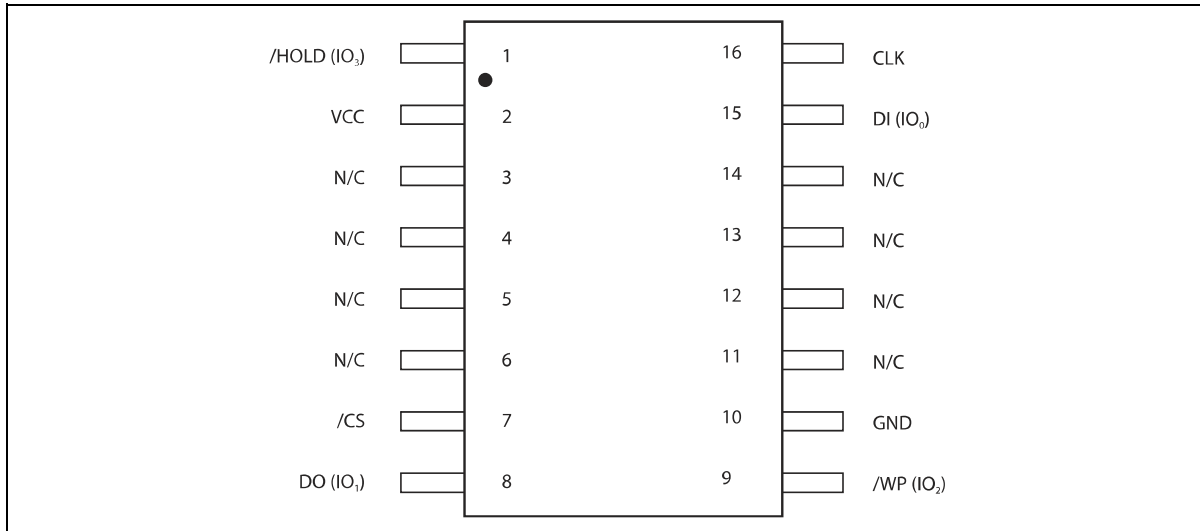 /HOLD (IO₃) 1 16 CLK
VCC 2 15 DI (IO₀)
N/C 3 14 N/C
N/C 4 13 N/C
N/C 5 12 N/C
N/C 6 11 N/C
/CS 7 10 GND
DO (IO₁) 8 9 /WP (IO₂)